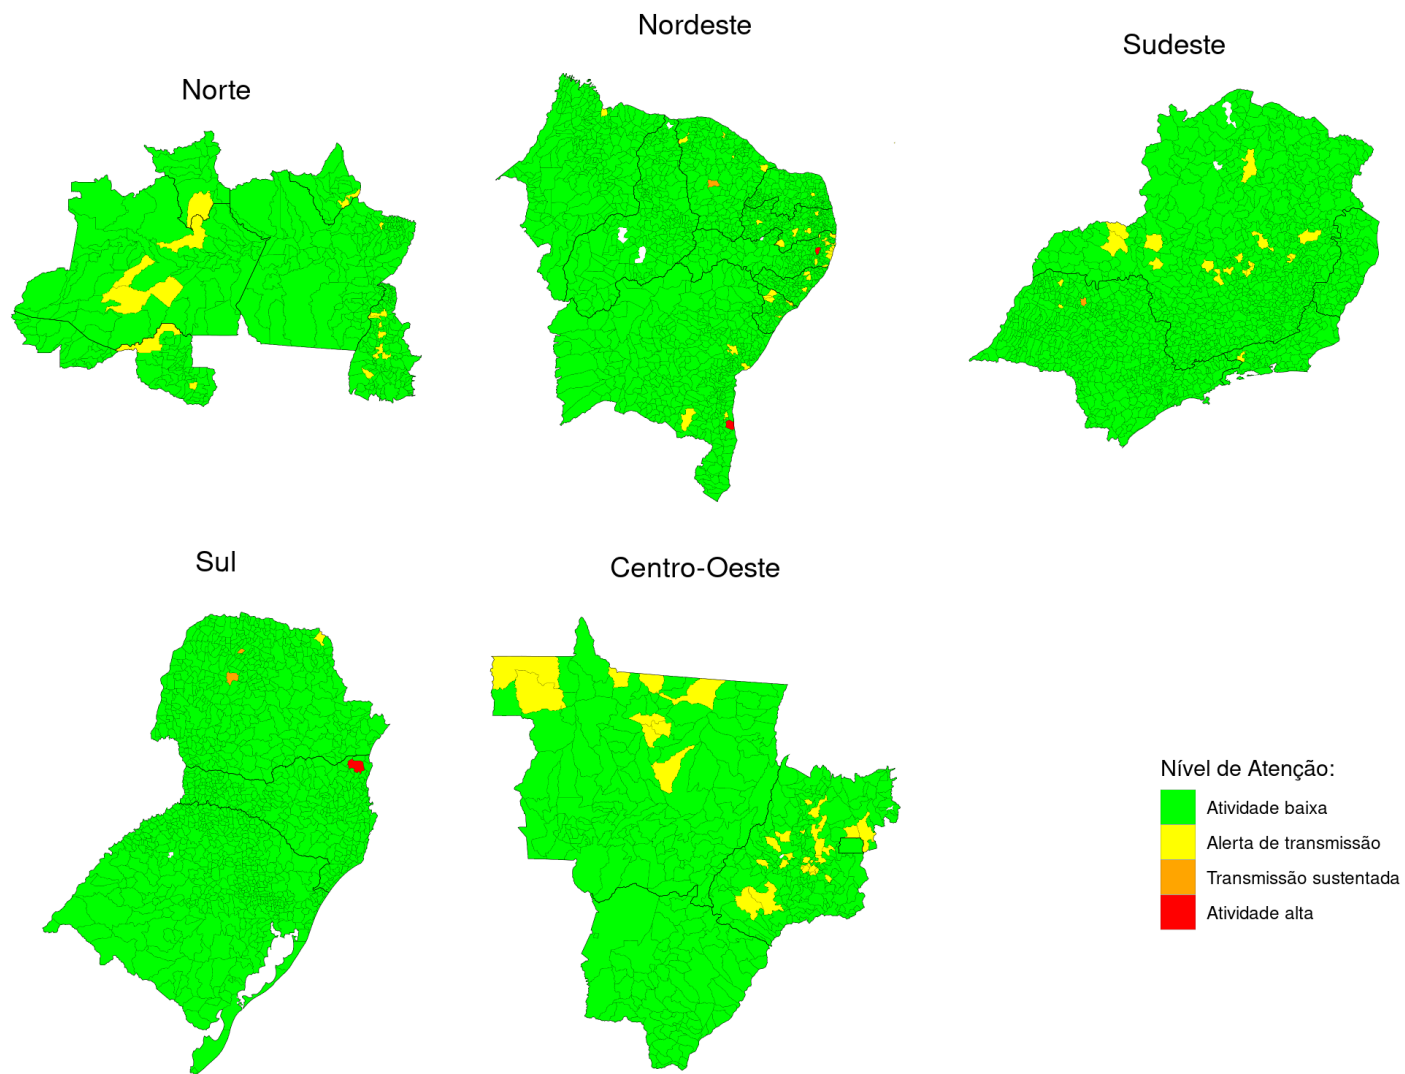 Norte
Nordeste
Sudeste
Sul
Centro-Oeste
Nível de Atenção:
Atividade baixa
Alerta de transmissão
Transmissão sustentada
Atividade alta